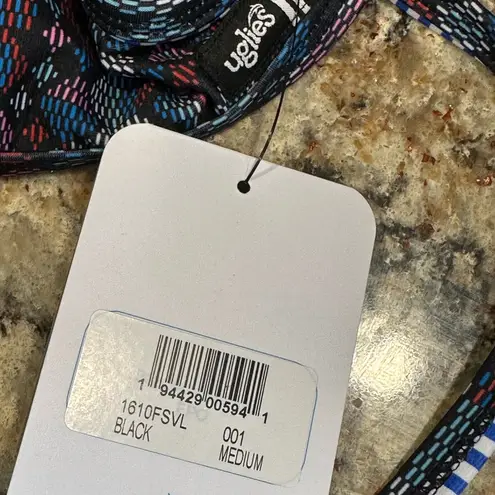 uglies
1 94429 00594 1
1610FSVL 001
BLACK MEDIUM